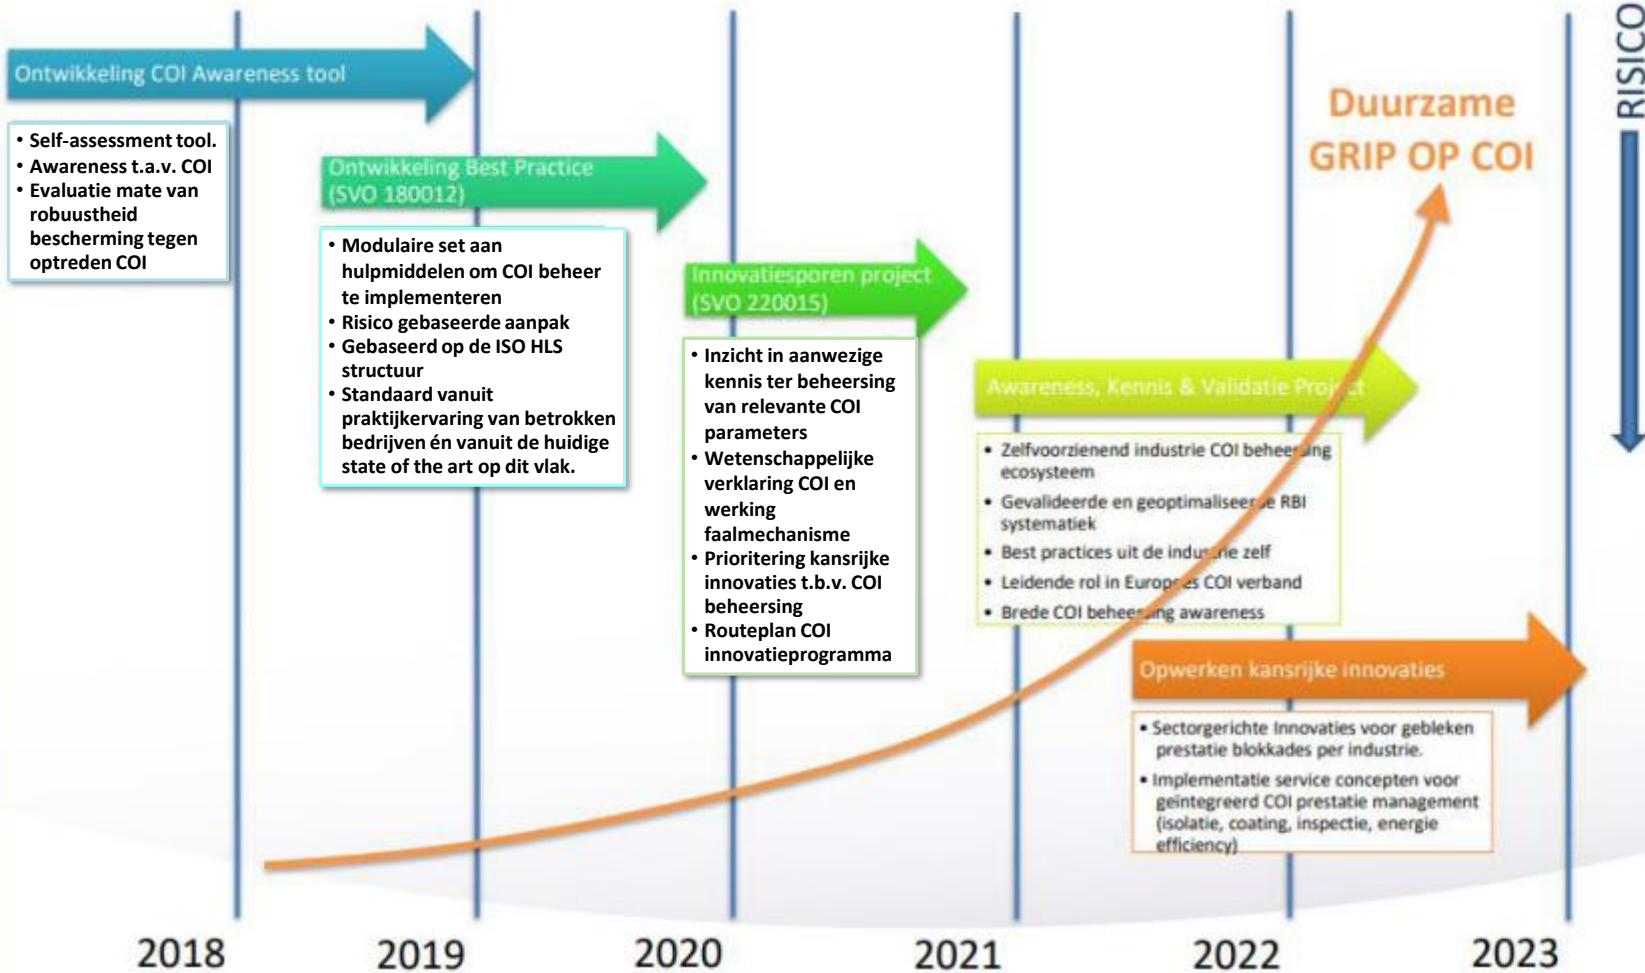 Ontwikkeling COI Awareness tool
• Self-assessment tool.
• Awareness t.a.v. COI
• Evaluatie mate van
robuustheid
bescherming tegen
optreden COI
Ontwikkeling Best Practice
(SVO 180012)
• Modulaire set aan
hulpmiddelen om COI beheer
te implementeren
• Risico gebaseerde aanpak
• Gebaseerd op de ISO HLS
structuur
• Standaard vanuit
praktijkervaring van betrokken
bedrijven én vanuit de huidige
state of the art op dit vlak.
Innovatiesporen project
(SVO 220015)
• Inzicht in aanwezige
kennis ter beheersing
van relevante COI
parameters
• Wetenschappelijke
verklaring COI en
werking
faalmechanisme
• Prioritering kansrijke
innovaties t.b.v. COI
beheersing
• Routeplan COI
innovatieprogramma
Duurzame
GRIP OP COI
RISICO
Awareness, Kennis & Validatie Project
• Zelfvoorzienend industrie COI beheersing
ecosysteem
• Gevalideerde en geoptimaliseerde RBI
systematiek
• Best practices uit de industrie zelf
• Leidende rol in Europees COI verband
• Brede COI beheersing awareness
Opwerken kansrijke innovaties
• Sectorgerichte Innovaties voor gebleken
prestatie blokkades per industrie.
• Implementatie service concepten voor
geïntegreerd COI prestatie management
(isolatie, coating, inspectie, energie
efficiency)
2018
2019
2020
2021
2022
2023